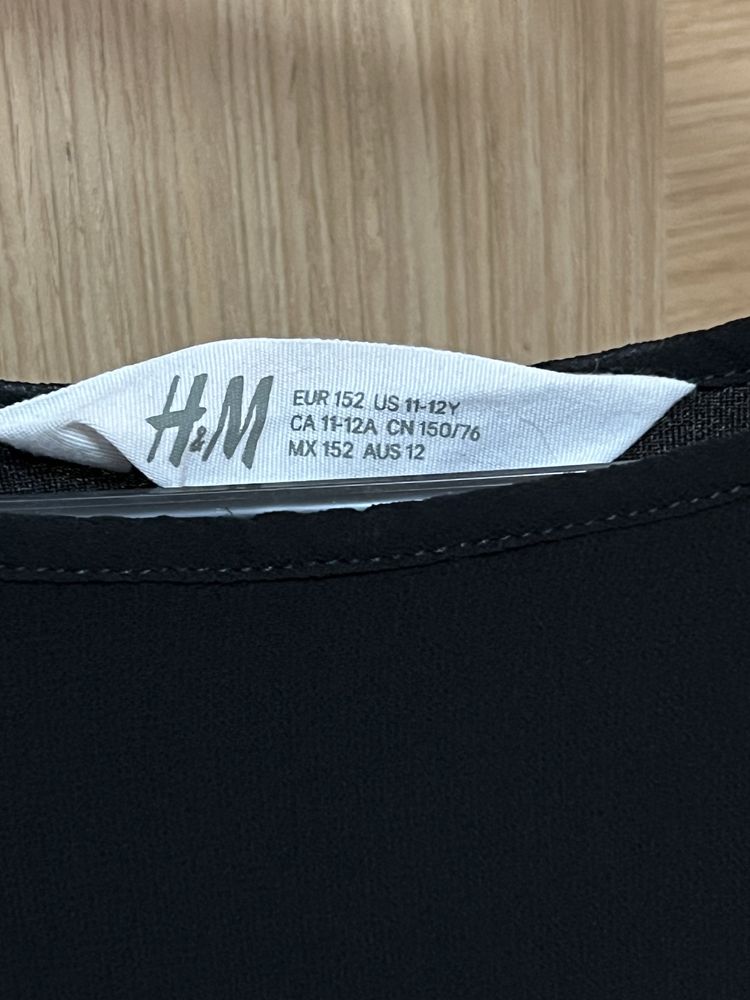 H&M
EUR 152 US 11-12Y
CA 11-12A CN 150/76
MX 152 AUS 12